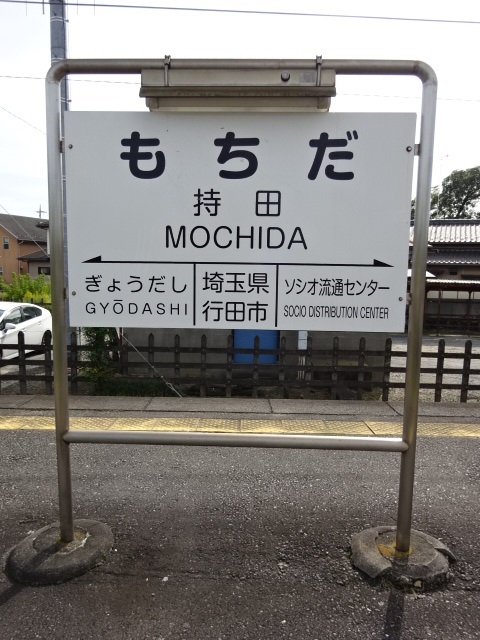 もちだ
持田
MOCHIDA
ぎょうだし
GYŌDASHI
埼玉県
行田市
ソシオ流通センター
SOCIO DISTRIBUTION CENTER